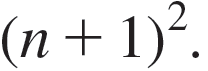 (n + 1)².